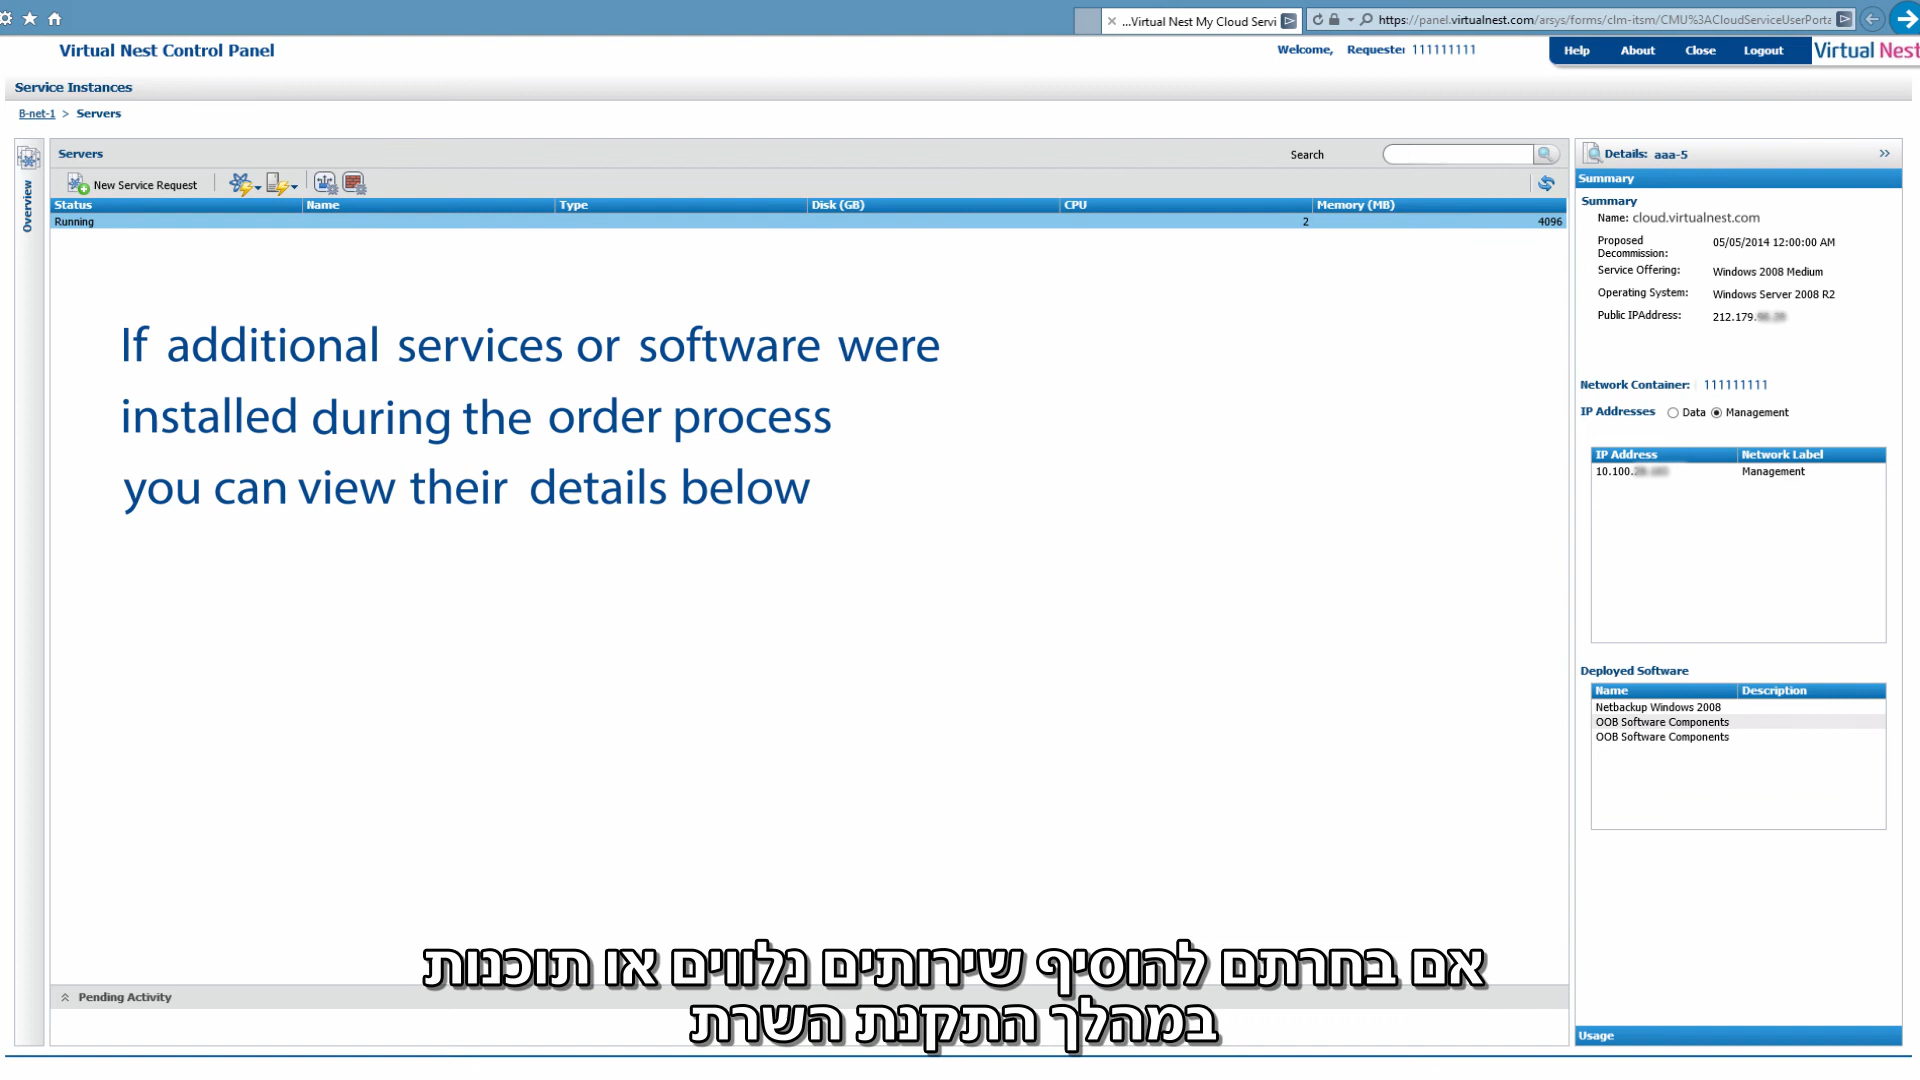 ...Virtual Nest My Cloud Servi
https://panel.virtualnest.com/arsys/forms/clm-itsm/CMU%3ACloudServiceUserPorta
Virtual Nest Control Panel
Welcome, Requester 111111111
Help About Close Logout
Virtual Nest
Service Instances
B-net-1 > Servers
Overview
Servers
Search
New Service Request
Status Name Type Disk (GB) CPU Memory (MB)
Running 2 4096
If additional services or software were
installed during the order process
you can view their details below
Details: aaa-5
Summary
Summary
Name: cloud.virtualnest.com
Proposed
Decommission: 05/05/2014 12:00:00 AM
Service Offering: Windows 2008 Medium
Operating System: Windows Server 2008 R2
Public IPAddress: 212.179.
Network Container: 111111111
IP Addresses Data Management
IP Address Network Label
10.100. Management
Deployed Software
Name Description
Netbackup Windows 2008
OOB Software Components
OOB Software Components
Usage
Pending Activity
אם בחרתם להוסיף שירותים נלווים או תוכנות
במהלך התקנת השרת